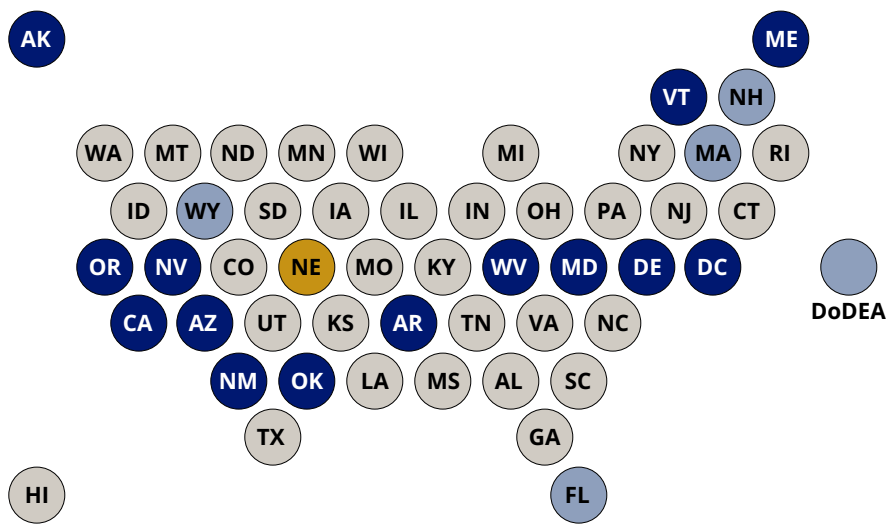 AK ME
VT NH
WA MT ND MN WI MI NY MA RI
ID WY SD IA IL IN OH PA NJ CT
OR NV CO NE MO KY WV MD DE DC
DoDEA
CA AZ UT KS AR TN VA NC
NM OK LA MS AL SC
TX GA
HI FL